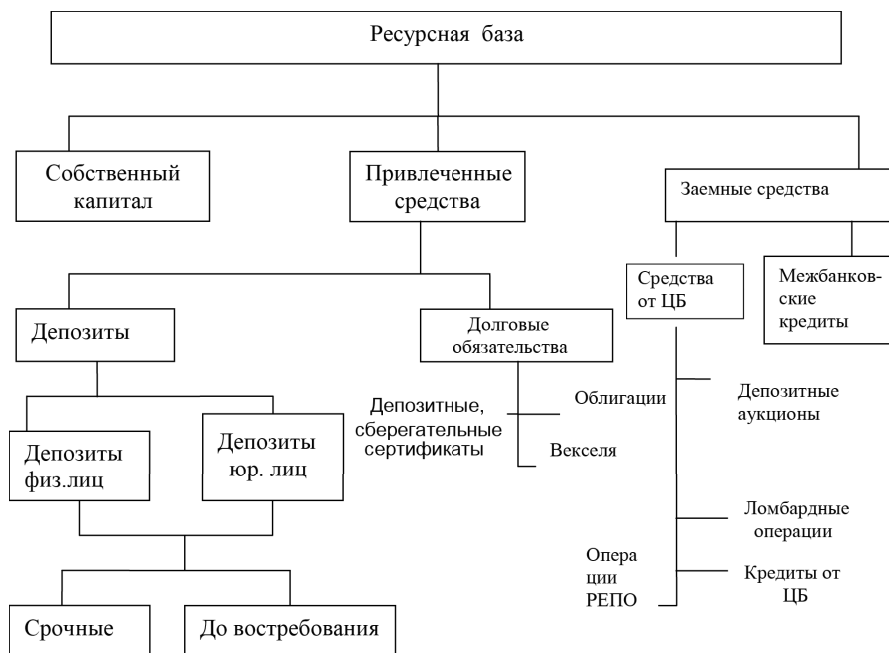 Ресурсная база
Собственный
капитал
Привлеченные
средства
Заемные средства
Средства
от ЦБ
Межбанков-
ские
кредиты
Депозиты
Долговые
обязательства
Депозитные,
сберегательные
сертификаты
Облигации
Векселя
Депозитные
аукционы
Депозиты
физ.лиц
Депозиты
юр. лиц
Ломбардные
операции
Опера
ции
РЕПО
Кредиты от
ЦБ
Срочные
До востребования